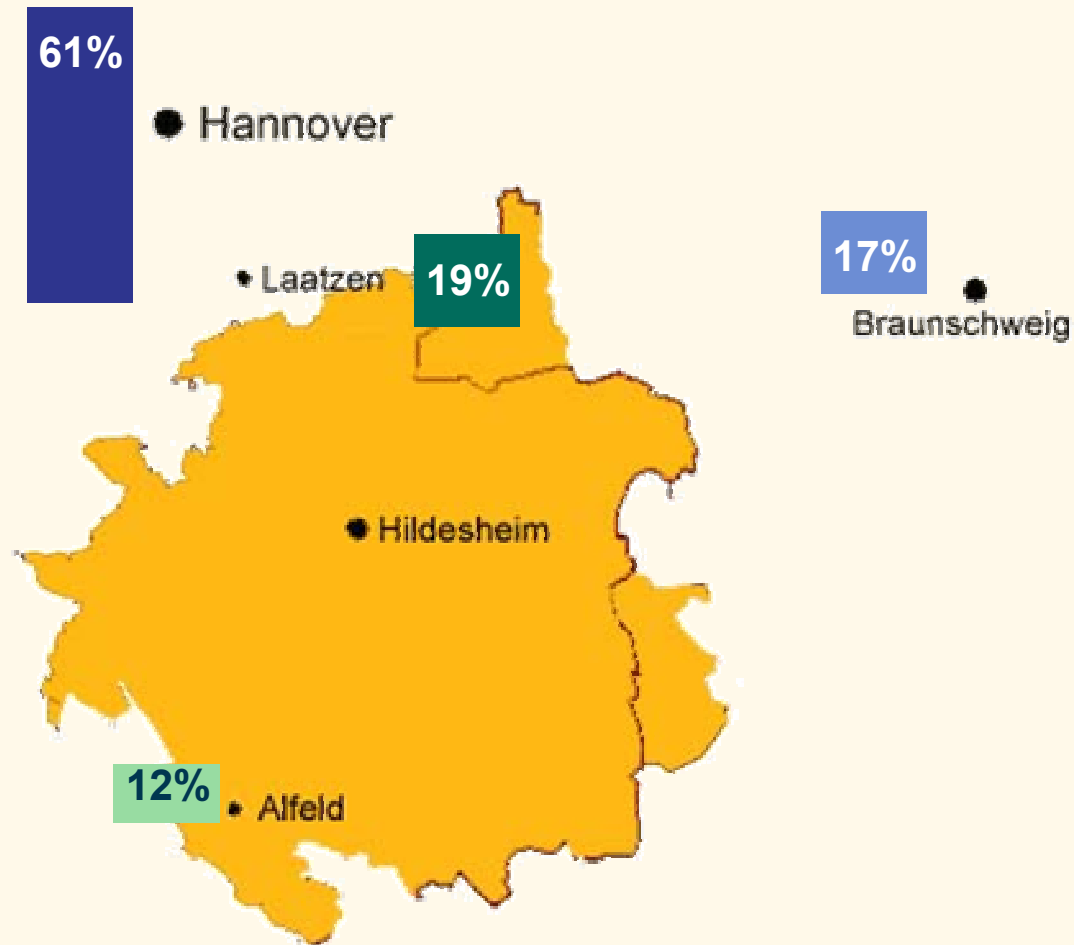 61%
Hannover
Laatzen
19%
17%
Braunschweig
Hildesheim
12%
Alfeld